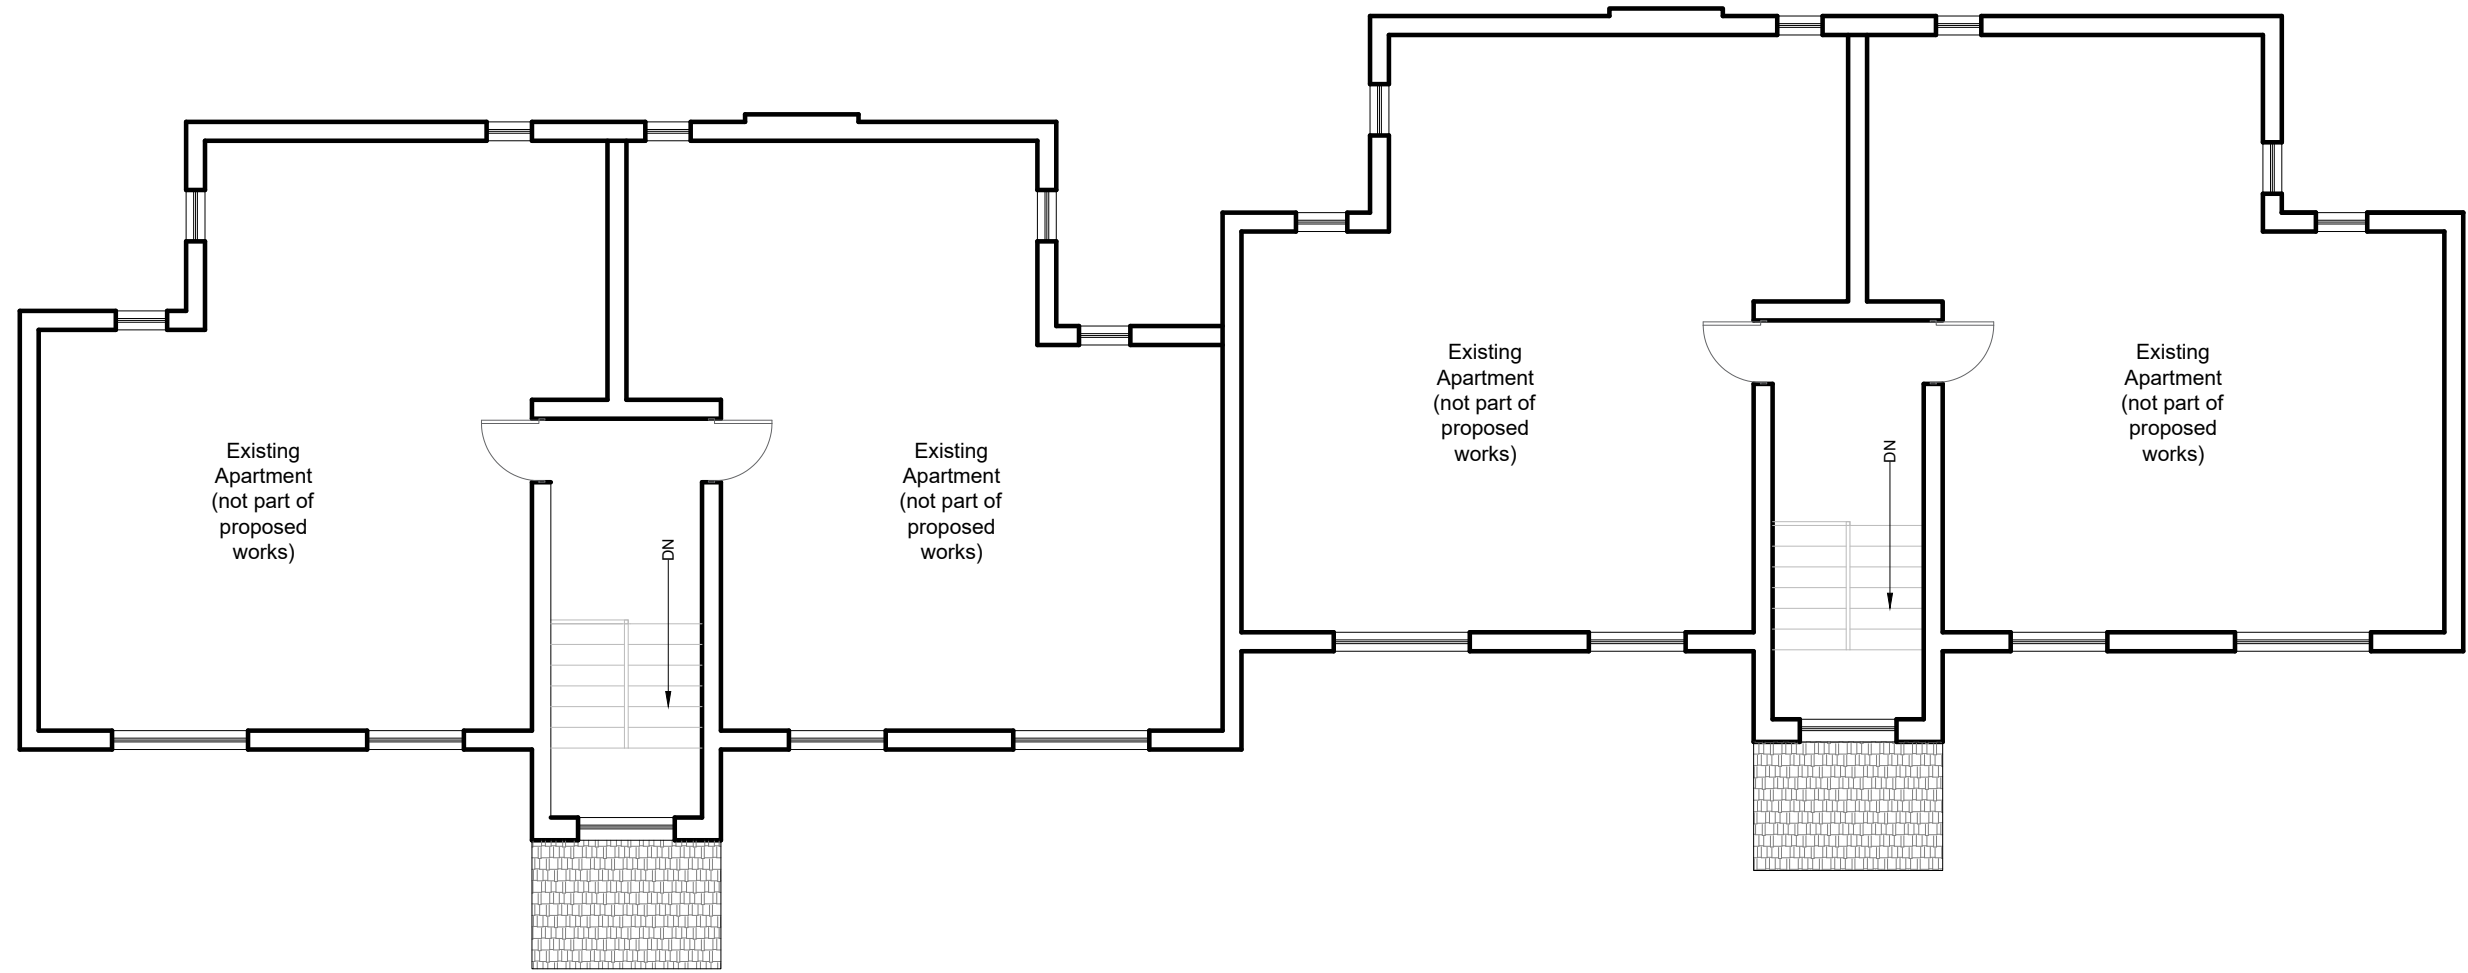 Existing
Apartment
(not part of
proposed
works)
DN
Existing
Apartment
(not part of
proposed
works)
Existing
Apartment
(not part of
proposed
works)
DN
Existing
Apartment
(not part of
proposed
works)